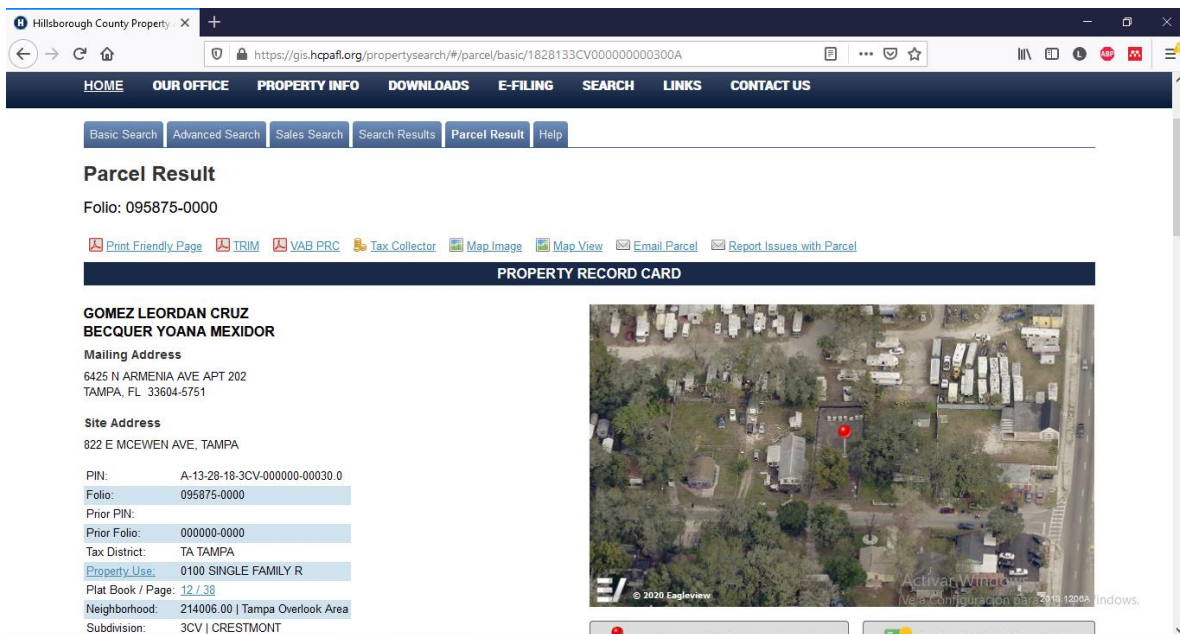 Hillsborough County Property
https://gis.hcpafl.org/propertysearch/#/parcel/basic/1828133CV000000000300A
HOME OUR OFFICE PROPERTY INFO DOWNLOADS E-FILING SEARCH LINKS CONTACT US
Basic Search Advanced Search Sales Search Search Results Parcel Result Help
Parcel Result
Folio: 095875-0000
Print Friendly Page TRIM VAB PRC Tax Collector Map Image Map View Email Parcel Report Issues with Parcel
PROPERTY RECORD CARD
GOMEZ LEORDAN CRUZ
BECQUER YOANA MEXIDOR
Mailing Address
6425 N ARMENIA AVE APT 202
TAMPA, FL 33604-5751
Site Address
822 E MCEWEN AVE, TAMPA
PIN: A-13-28-18-3CV-000000-00030.0
Folio: 095875-0000
Prior PIN:
Prior Folio: 000000-0000
Tax District: TA TAMPA
Property Use: 0100 SINGLE FAMILY R
Plat Book / Page: 12 / 38
Neighborhood: 214006.00 | Tampa Overlook Area
Subdivision: 3CV | CRESTMONT
© 2020 Eagleview
Activar Windows
Ve a Configuración para